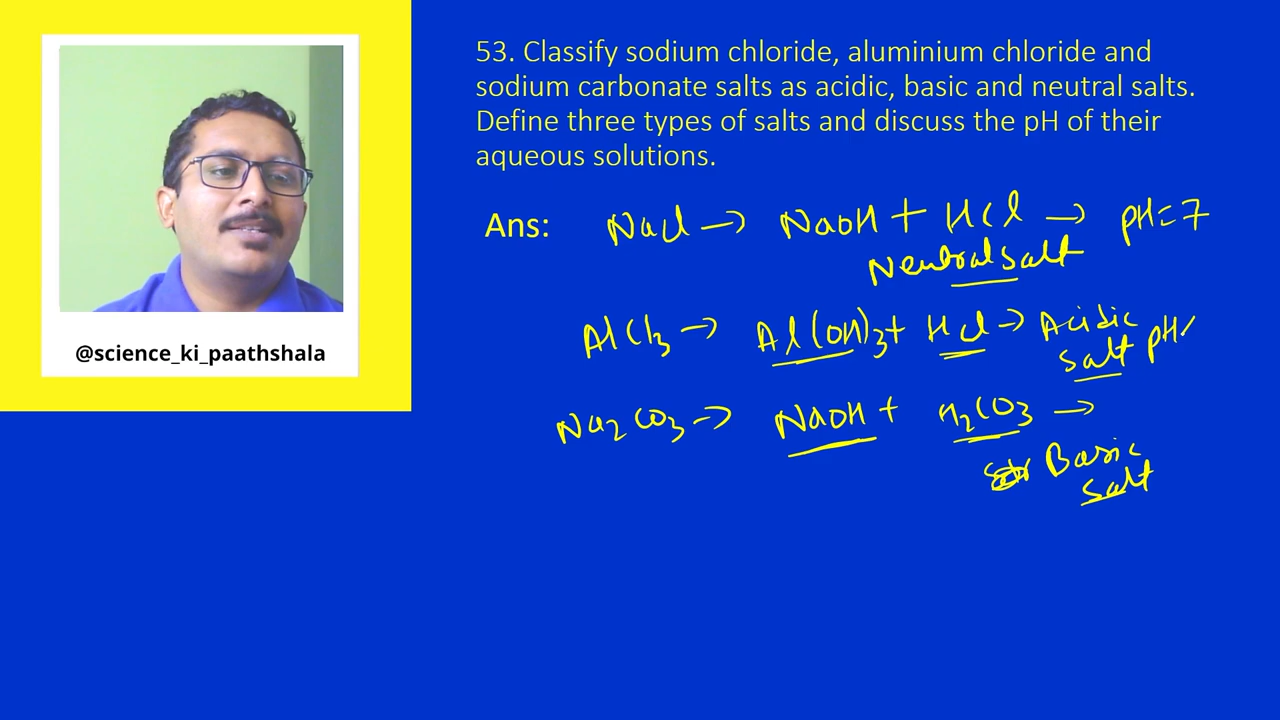 53. Classify sodium chloride, aluminium chloride and
sodium carbonate salts as acidic, basic and neutral salts.
Define three types of salts and discuss the pH of their
aqueous solutions.
Ans: NaCl → NaOH + HCl → pH=7
Neutral salt
AlCl3 → Al(OH)3 + HCl → Acidic
salt pH<
Na2CO3 → NaOH + H2CO3 →
Basic
salt
@science_ki_paathshala